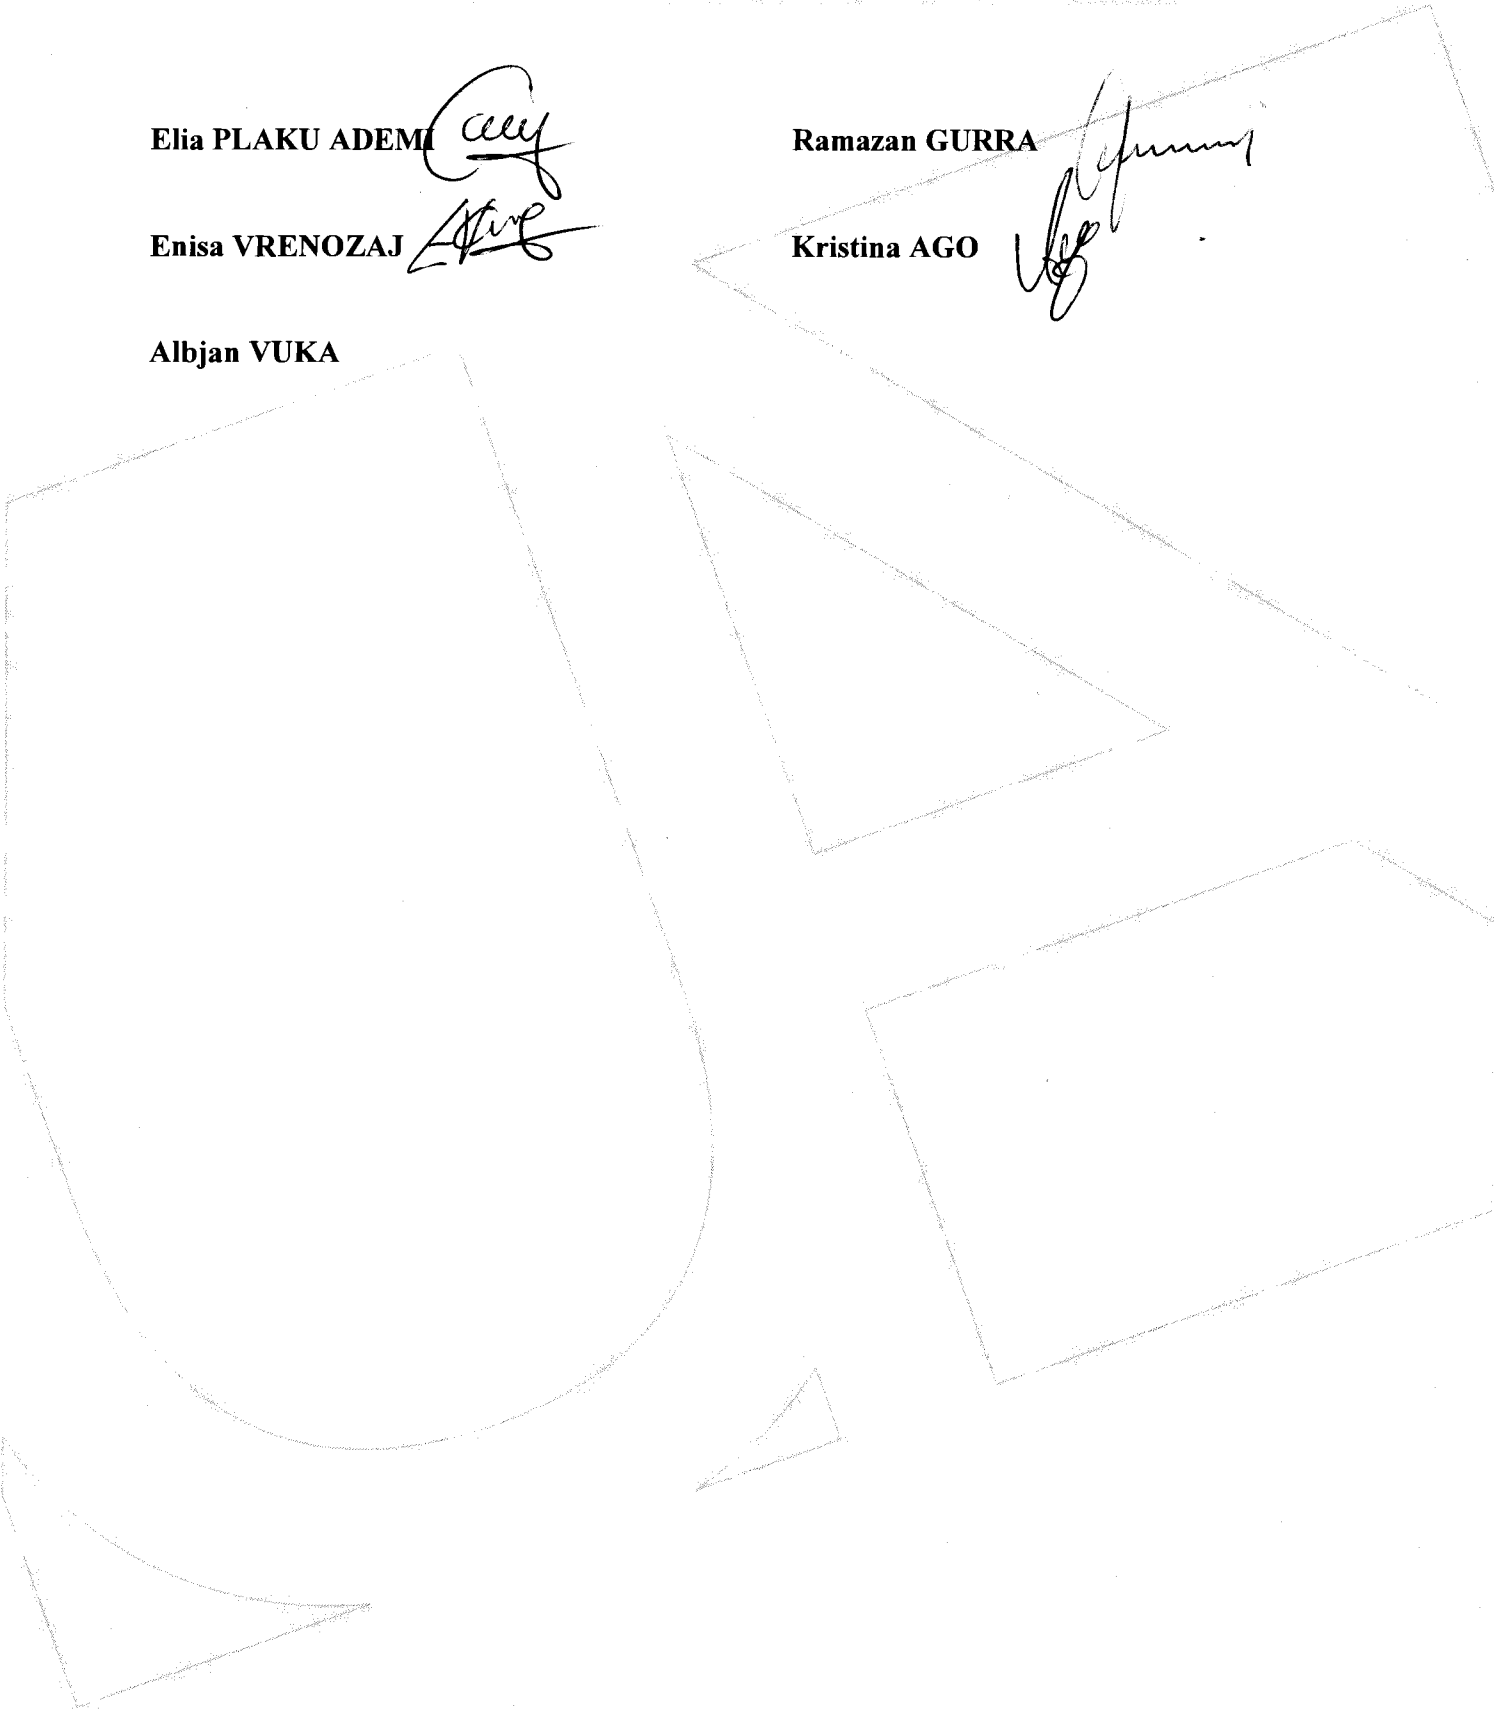 Elia PLAKU ADEMI
Ramazan GURRA
Enisa VRENOZAJ
Kristina AGO
Albjan VUKA